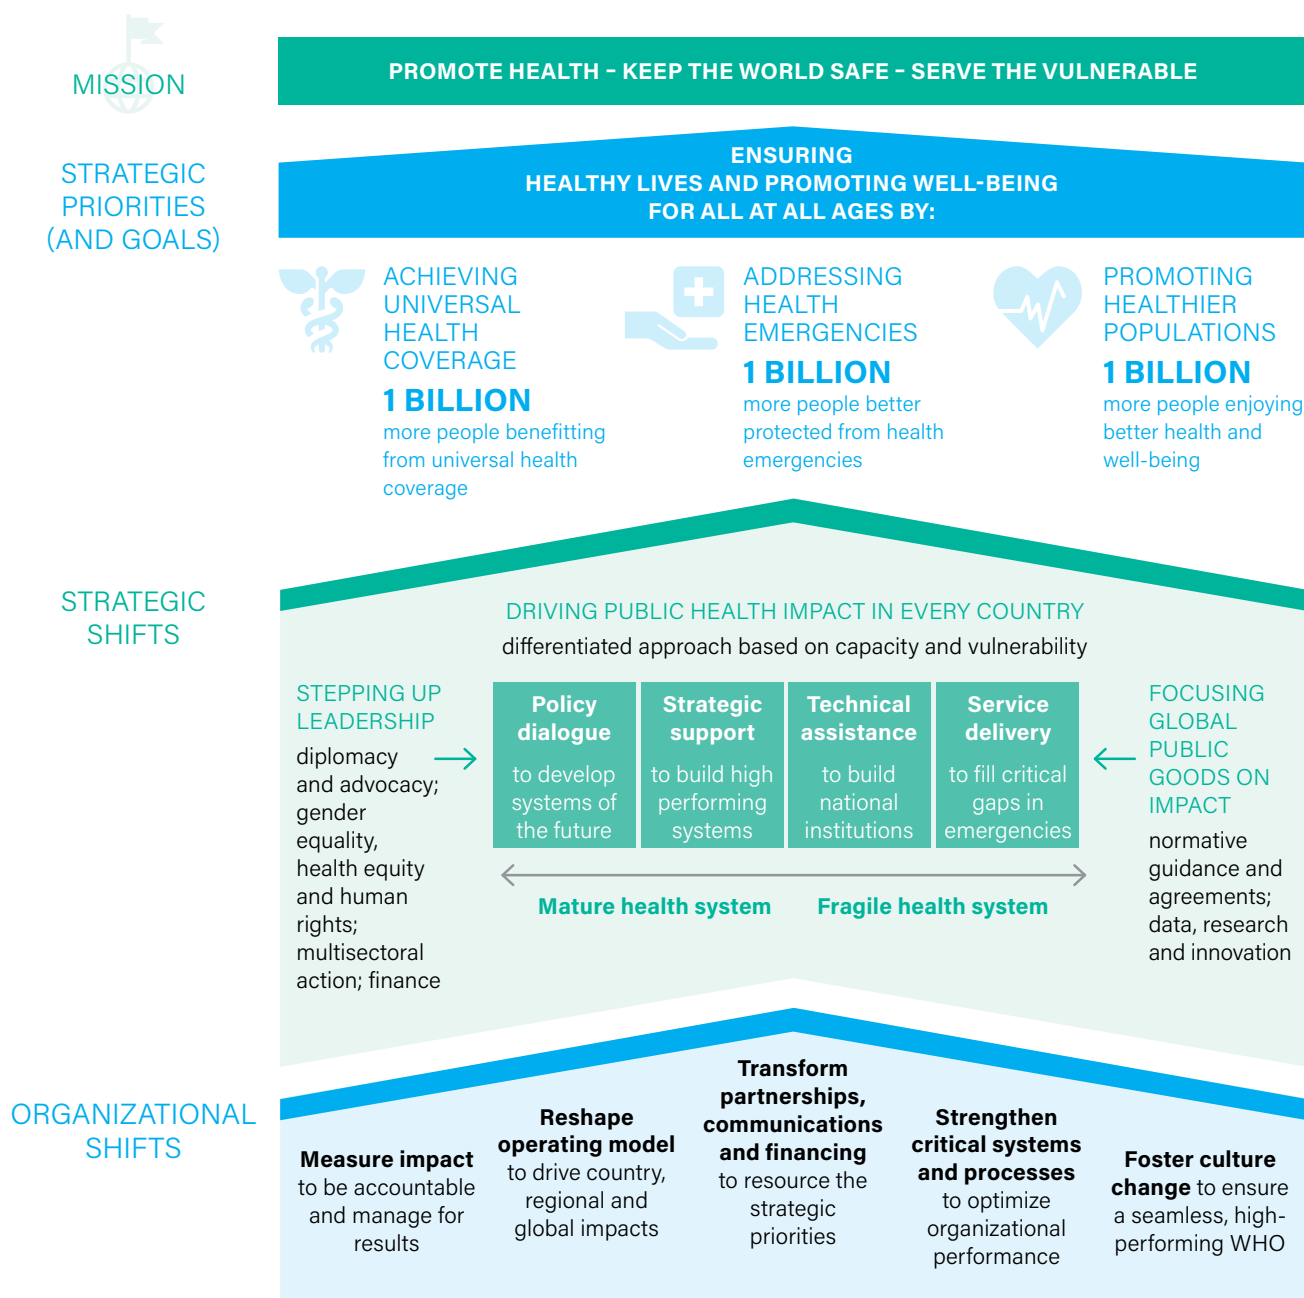 MISSION
PROMOTE HEALTH – KEEP THE WORLD SAFE – SERVE THE VULNERABLE
STRATEGIC
PRIORITIES
(AND GOALS)
ENSURING
HEALTHY LIVES AND PROMOTING WELL-BEING
FOR ALL AT ALL AGES BY:
ACHIEVING
UNIVERSAL
HEALTH
COVERAGE
1 BILLION
more people benefitting
from universal health
coverage
ADDRESSING
HEALTH
EMERGENCIES
1 BILLION
more people better
protected from health
emergencies
PROMOTING
HEALTHIER
POPULATIONS
1 BILLION
more people enjoying
better health and
well-being
STRATEGIC
SHIFTS
DRIVING PUBLIC HEALTH IMPACT IN EVERY COUNTRY
differentiated approach based on capacity and vulnerability
STEPPING UP
LEADERSHIP
diplomacy
and advocacy;
gender
equality,
health equity
and human
rights;
multisectoral
action; finance
Policy
dialogue
to develop
systems of
the future
Strategic
support
to build high
performing
systems
Technical
assistance
to build
national
institutions
Service
delivery
to fill critical
gaps in
emergencies
Mature health system
Fragile health system
FOCUSING
GLOBAL
PUBLIC
GOODS ON
IMPACT
normative
guidance and
agreements;
data, research
and innovation
ORGANIZATIONAL
SHIFTS
Measure impact
to be accountable
and manage for
results
Reshape
operating model
to drive country,
regional and
global impacts
Transform
partnerships,
communications
and financing
to resource the
strategic
priorities
Strengthen
critical systems
and processes
to optimize
organizational
performance
Foster culture
change to ensure
a seamless, high-
performing WHO